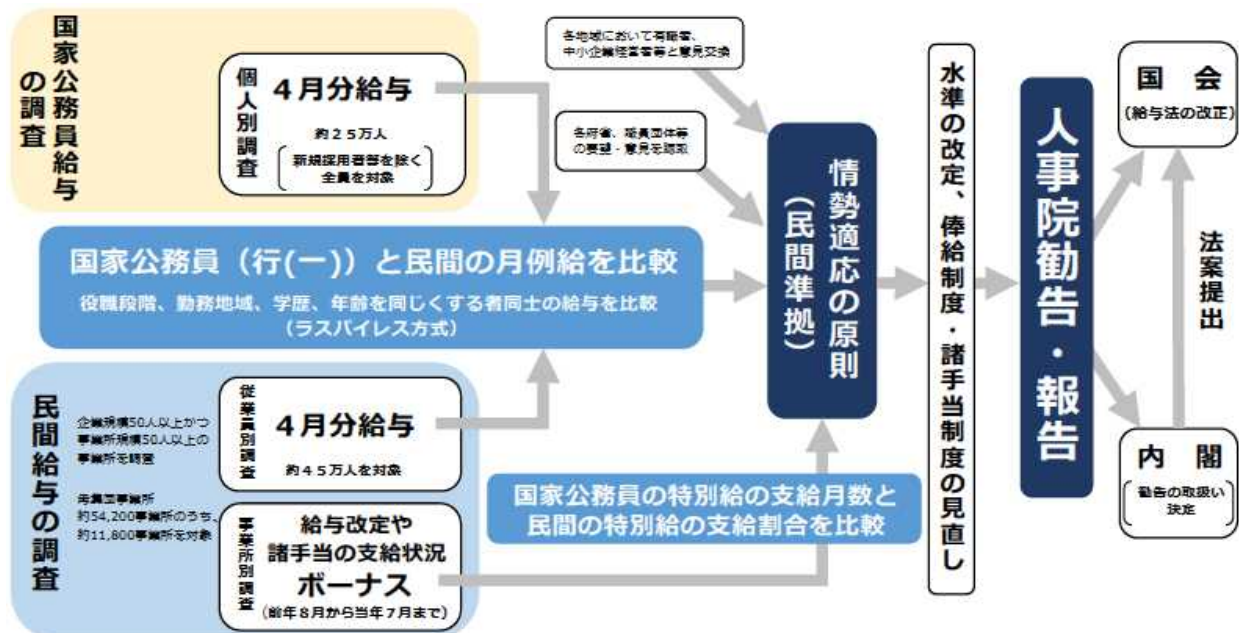 国家公務員給与
の調査
個人別調査
4月分給与
約25万人
新規採用者等を除く
全員を対象
各地域において有識者、
中小企業経営者等と意見交換
各府省、職員団体等
の要望・意見を聴取
国家公務員（行(一)）と民間の月例給を比較
役職段階、勤務地域、学歴、年齢を同じくする者同士の給与を比較
(ラスパイレス方式)
民間給与の調査
企業規模50人以上かつ
事業所規模50人以上の
事業所を調査
母集団事業所
約54,200事業所のうち、
約11,800事業所を対象
従業員別調査
4月分給与
約45万人を対象
事業所別調査
給与改定や
諸手当の支給状況
ボーナス
(前年8月から当年7月まで)
国家公務員の特別給の支給月数と
民間の特別給の支給割合を比較
情勢適応の原則
(民間準拠)
水準の改定、俸給制度・諸手当制度の見直し
人事院勧告・報告
国 会
(給与法の改正)
法案提出
内 閣
勧告の取扱い
決定